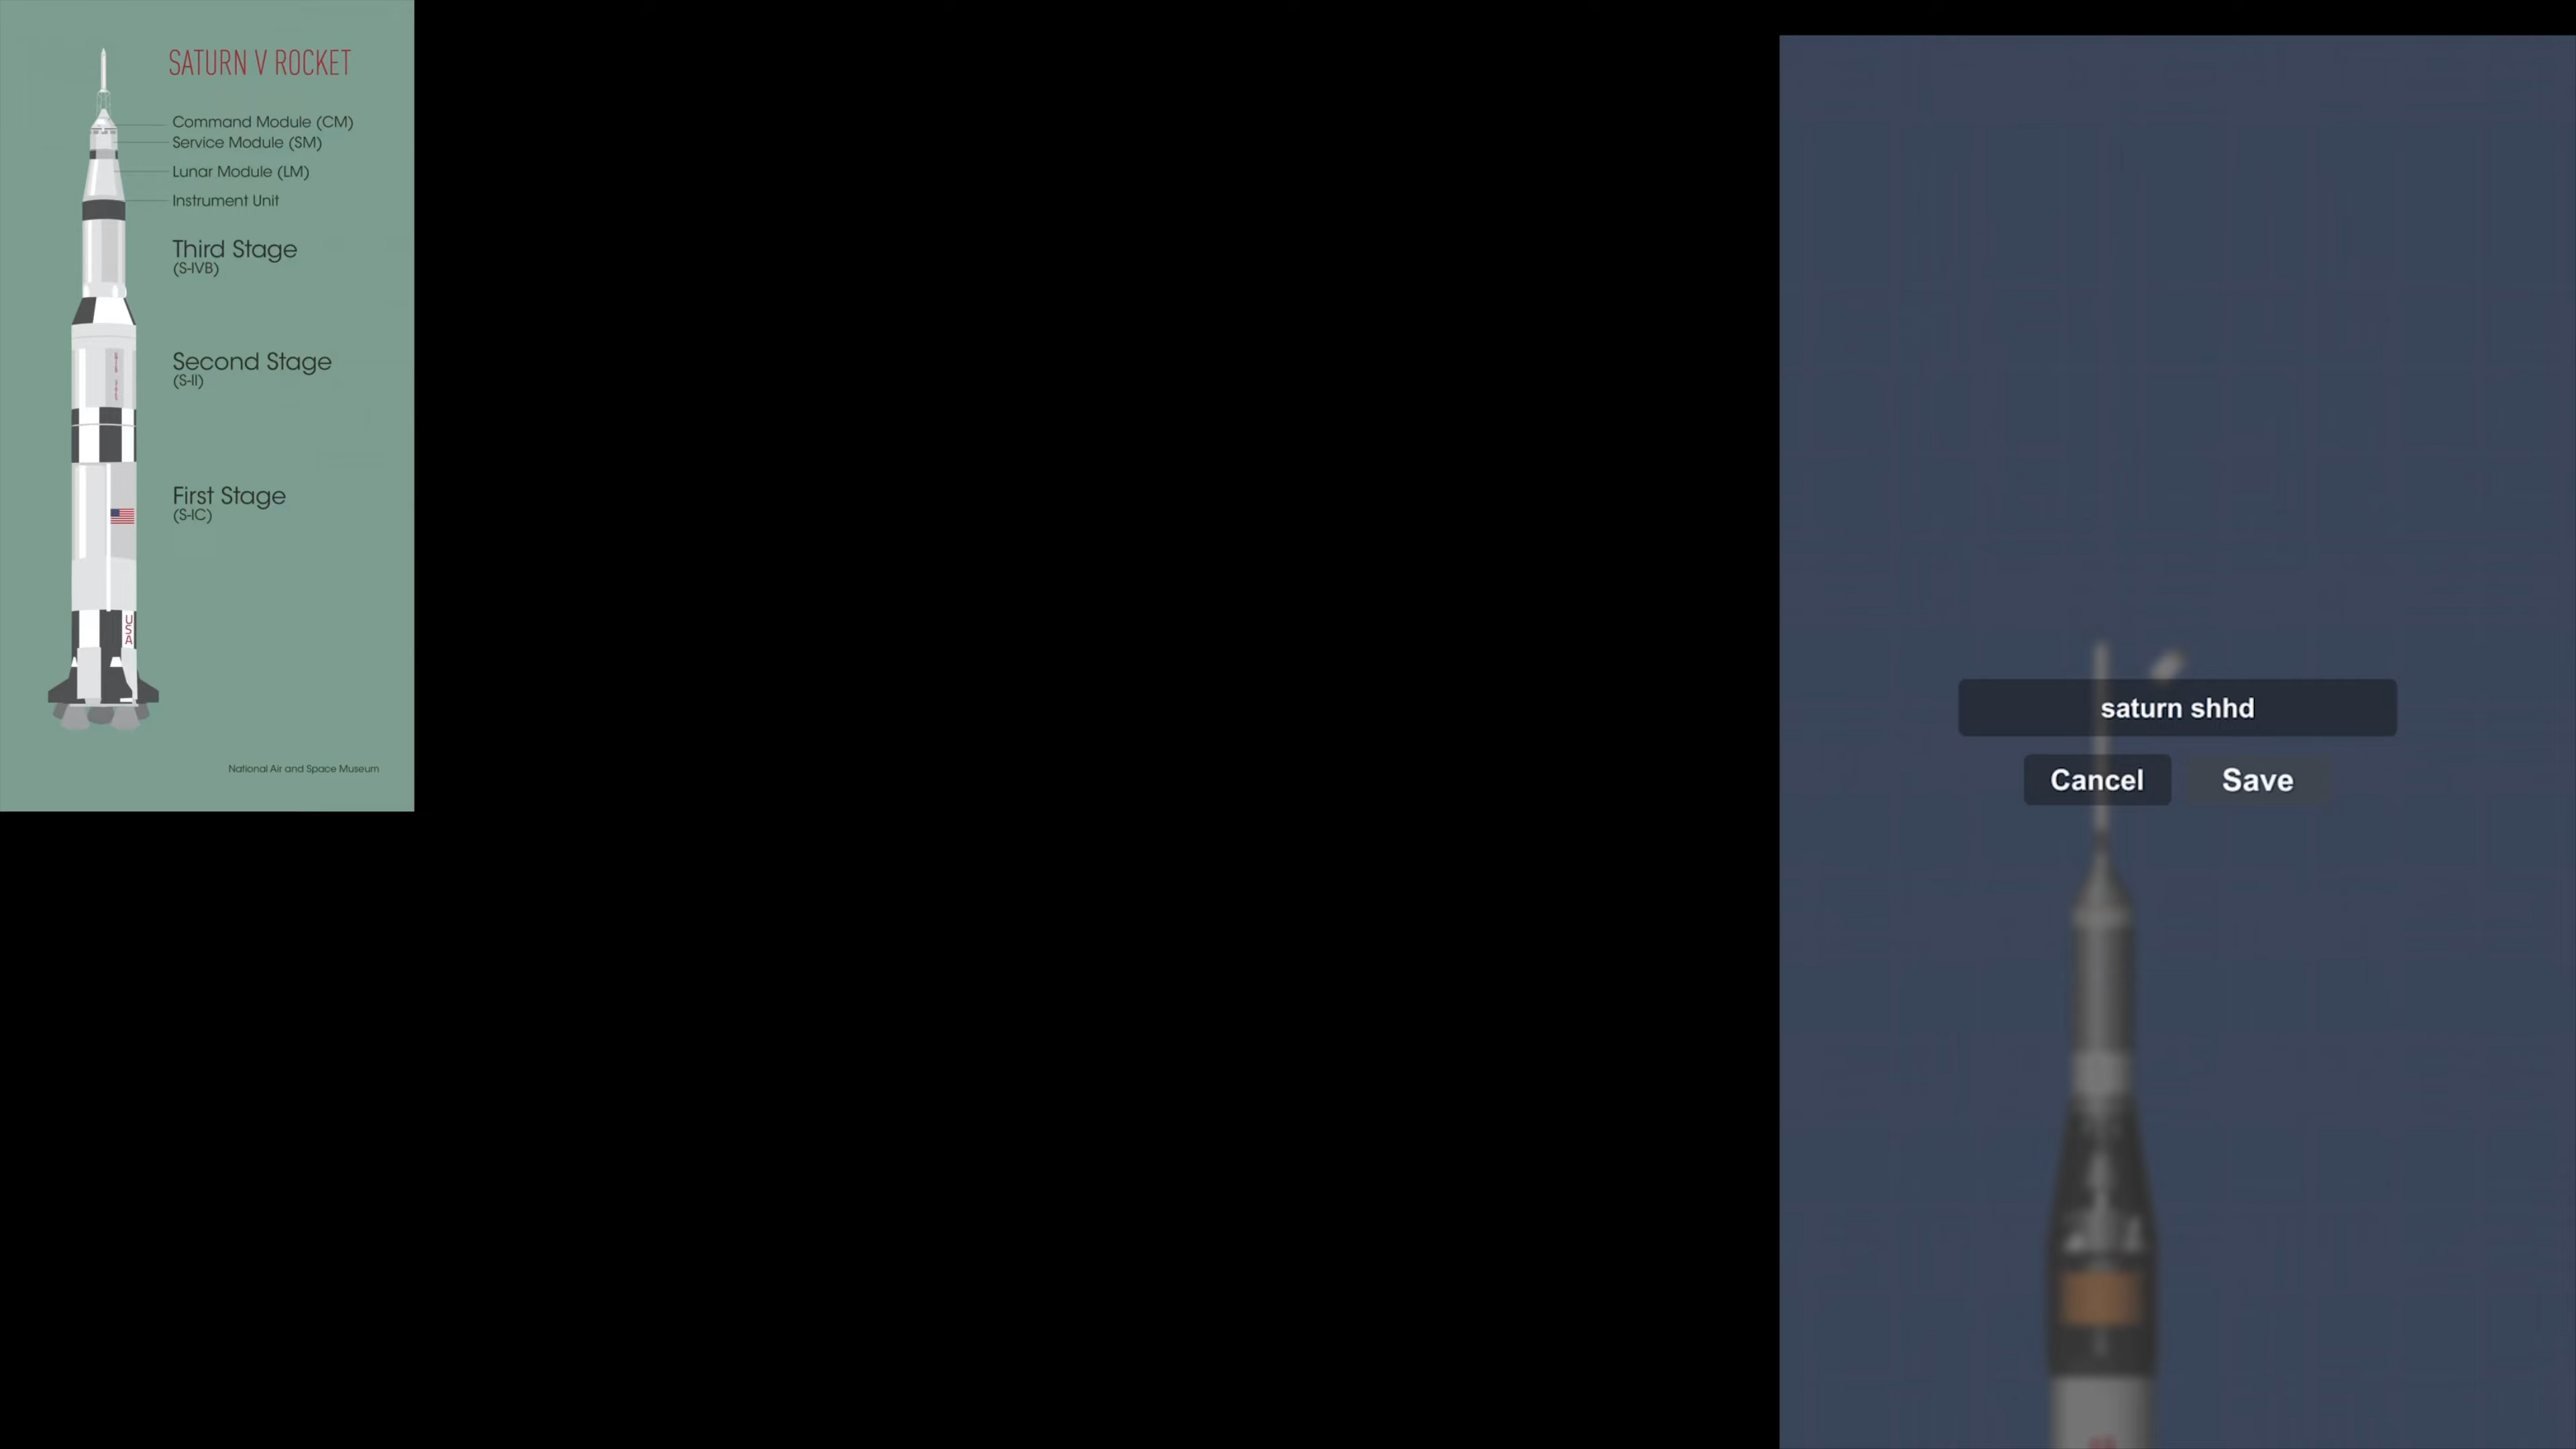 SATURN V ROCKET
Command Module (CM)
Service Module (SM)
Lunar Module (LM)
Instrument Unit
Third Stage
(S-IVB)
Second Stage
(S-II)
First Stage
(S-IC)
USA
National Air and Space Museum
saturn shhd
Cancel
Save